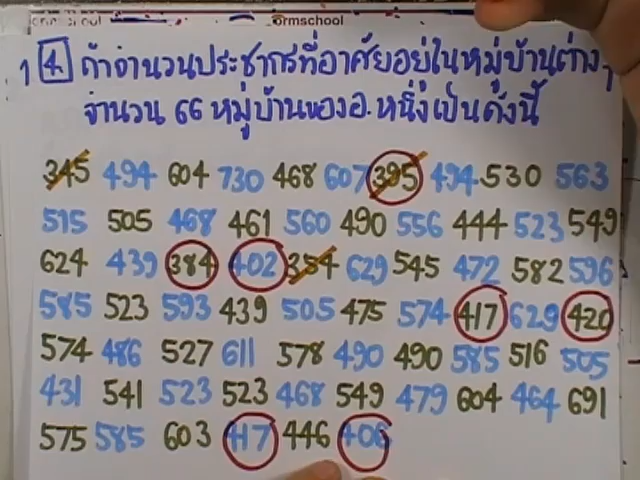 ormschool
1 4. ถ้าจำนวนประชากรที่อาศัยอยู่ในหมู่บ้านต่างๆ
จำนวน 66 หมู่บ้านของอ.หนึ่งเป็นดังนี้
345 494 604 730 468 607 395 494 530 563
515 505 468 461 560 490 556 444 523 549
624 439 384 402 354 629 545 472 582 596
585 523 593 439 505 475 574 417 629 420
574 486 527 611 578 490 490 585 516 505
431 541 523 523 468 549 479 604 464 691
575 585 603 417 446 406